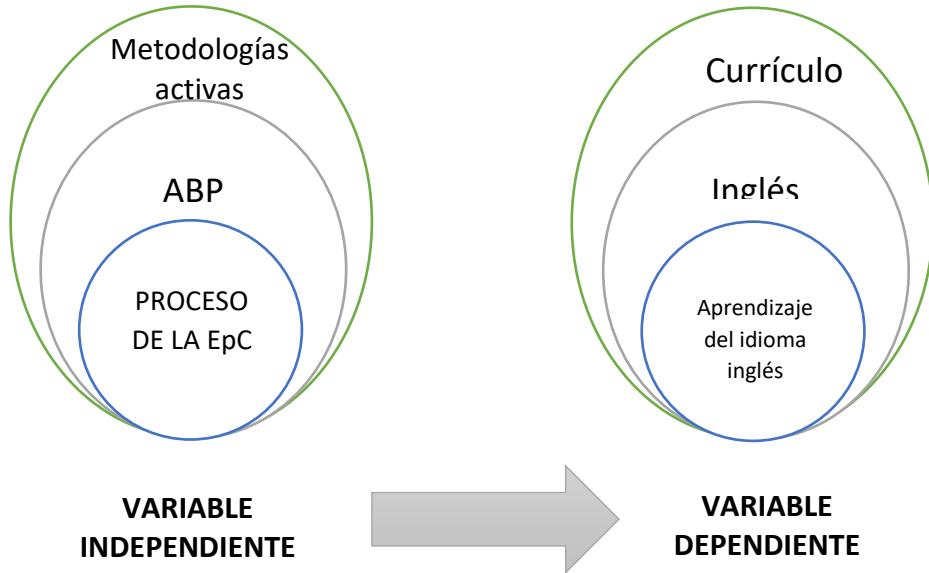 Metodologías
activas
ABP
PROCESO
DE LA EpC
VARIABLE
INDEPENDIENTE
Currículo
Inglés
Aprendizaje
del idioma
inglés
VARIABLE
DEPENDIENTE